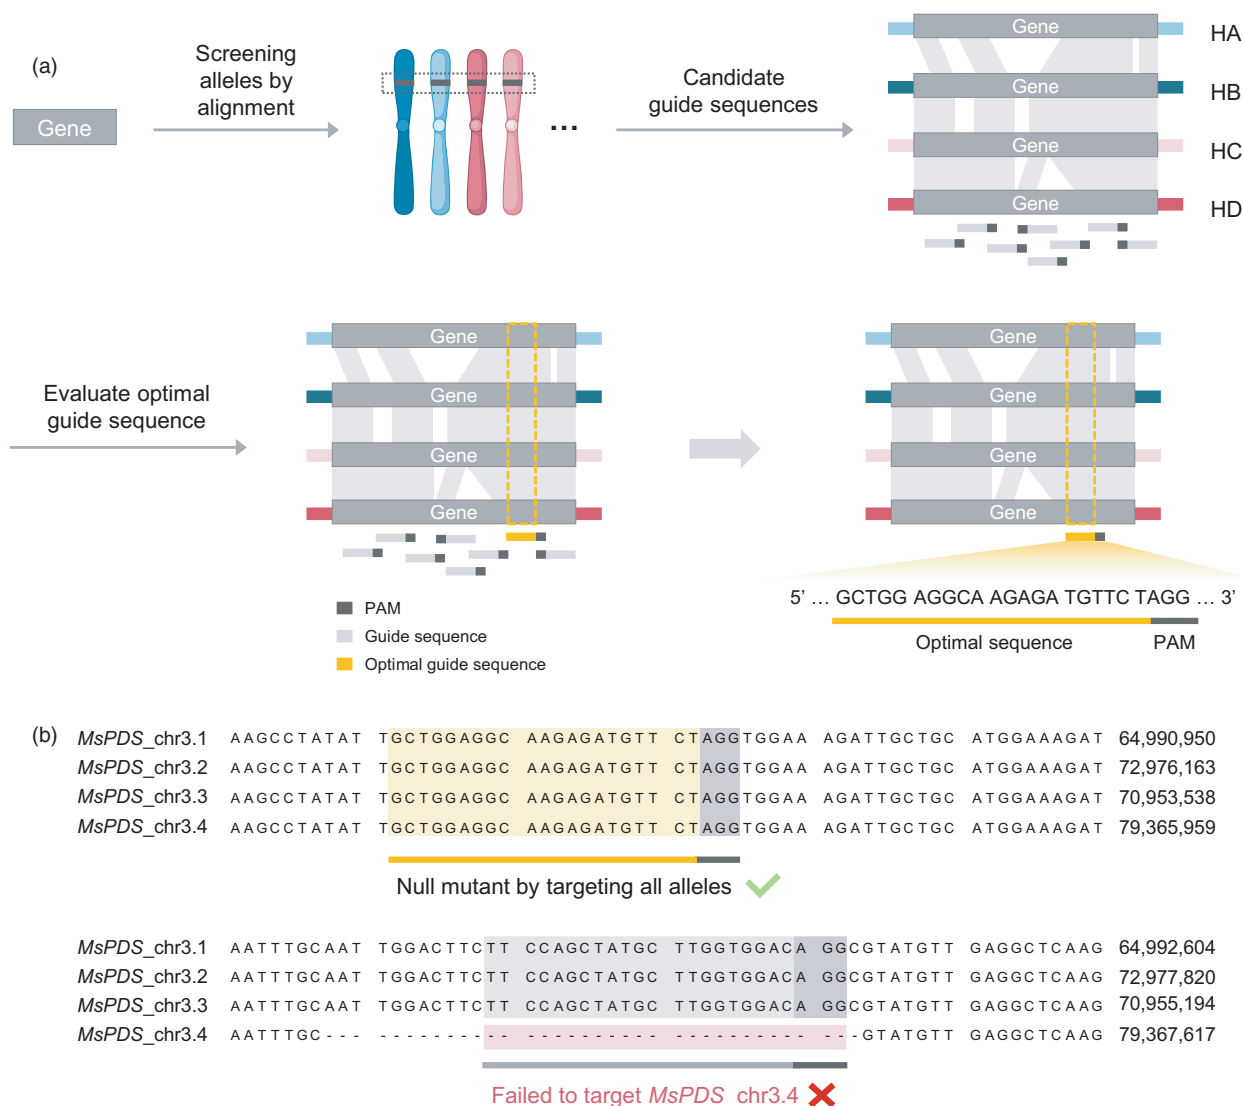 (a)
Gene
Screening
alleles by
alignment
...
Candidate
guide sequences
Gene HA
Gene HB
Gene HC
Gene HD
Evaluate optimal
guide sequence
Gene
Gene
Gene
Gene
Gene
Gene
Gene
Gene
PAM
Guide sequence
Optimal guide sequence
5’ ... GCTGG AGGCA AGAGA TGTTC TAGG ... 3’
Optimal sequence PAM
(b)
MsPDS_chr3.1 AAGCCTATAT TGCTGGAGGC AAGAGATGTT CTAGGTGGAA AGATTGCTGC ATGGAAAGAT 64,990,950
MsPDS_chr3.2 AAGCCTATAT TGCTGGAGGC AAGAGATGTT CTAGGTGGAA AGATTGCTGC ATGGAAAGAT 72,976,163
MsPDS_chr3.3 AAGCCTATAT TGCTGGAGGC AAGAGATGTT CTAGGTGGAA AGATTGCTGC ATGGAAAGAT 70,953,538
MsPDS_chr3.4 AAGCCTATAT TGCTGGAGGC AAGAGATGTT CTAGGTGGAA AGATTGCTGC ATGGAAAGAT 79,365,959
Null mutant by targeting all alleles
MsPDS_chr3.1 AATTTGCAAT TGGACTTCTT CCAGCTATGC TTGGTGGACA GGCGTATGTT GAGGCTCAAG 64,992,604
MsPDS_chr3.2 AATTTGCAAT TGGACTTCTT CCAGCTATGC TTGGTGGACA GGCGTATGTT GAGGCTCAAG 72,977,820
MsPDS_chr3.3 AATTTGCAAT TGGACTTCTT CCAGCTATGC TTGGTGGACA GGCGTATGTT GAGGCTCAAG 70,955,194
MsPDS_chr3.4 AATTTGC--- ---------- ---------- ---------- ---GTATGTT GAGGCTCAAG 79,367,617
Failed to target MsPDS_chr3.4